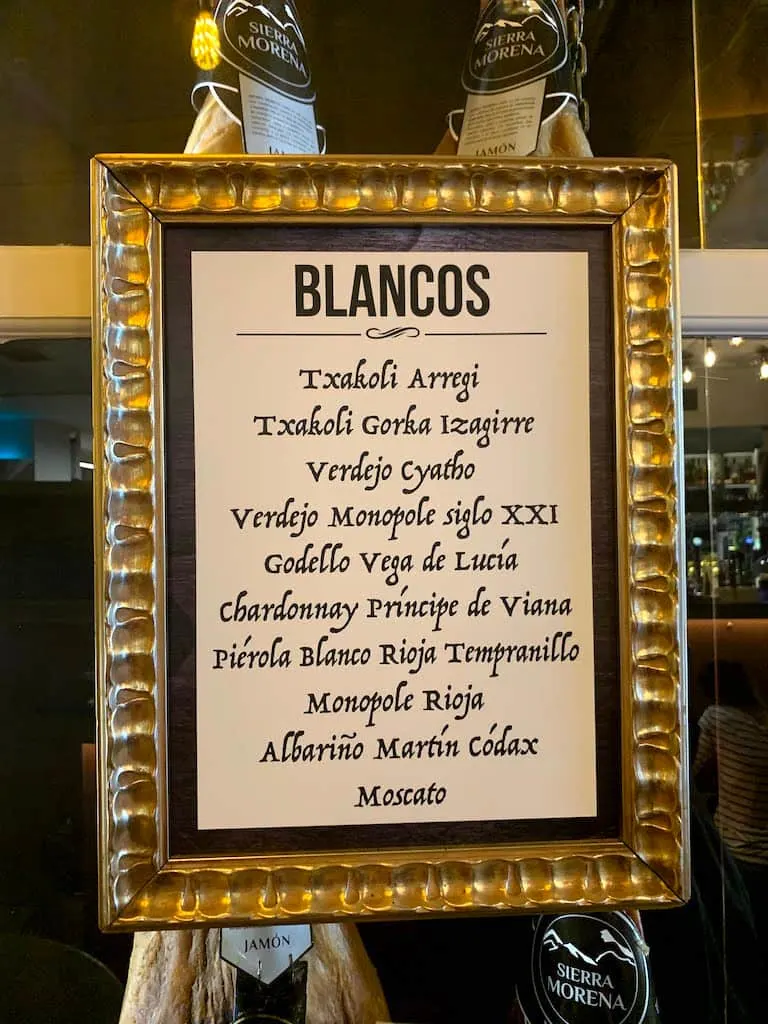 SIERRA
MORENA
SIERRA
MORENA
JAMÓN
JAMÓN
BLANCOS
Txakoli Arregi
Txakoli Gorka Izagirre
Verdejo Cyatho
Verdejo Monopole siglo XXI
Godello Vega de Lucía
Chardonnay Príncipe de Viana
Piérola Blanco Rioja Tempranillo
Monopole Rioja
Albariño Martín Códax
Moscato
JAMÓN
SIERRA
MORENA